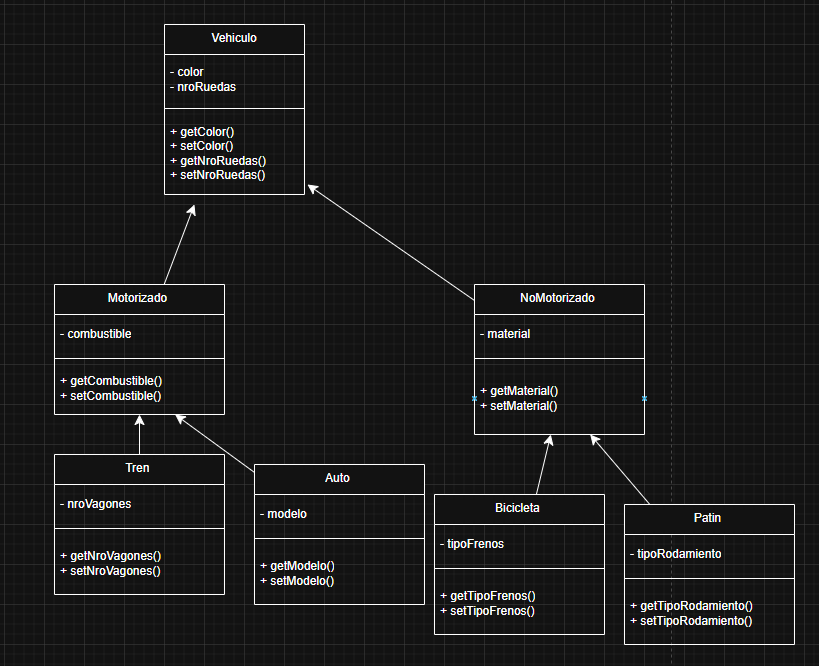 Vehiculo
- color
- nroRuedas
+ getColor()
+ setColor()
+ getNroRuedas()
+ setNroRuedas()
Motorizado
- combustible
+ getCombustible()
+ setCombustible()
NoMotorizado
- material
+ getMaterial()
+ setMaterial()
Tren
- nroVagones
+ getNroVagones()
+ setNroVagones()
Auto
- modelo
+ getModelo()
+ setModelo()
Bicicleta
- tipoFrenos
+ getTipoFrenos()
+ setTipoFrenos()
Patin
- tipoRodamiento
+ getTipoRodamiento()
+ setTipoRodamiento()